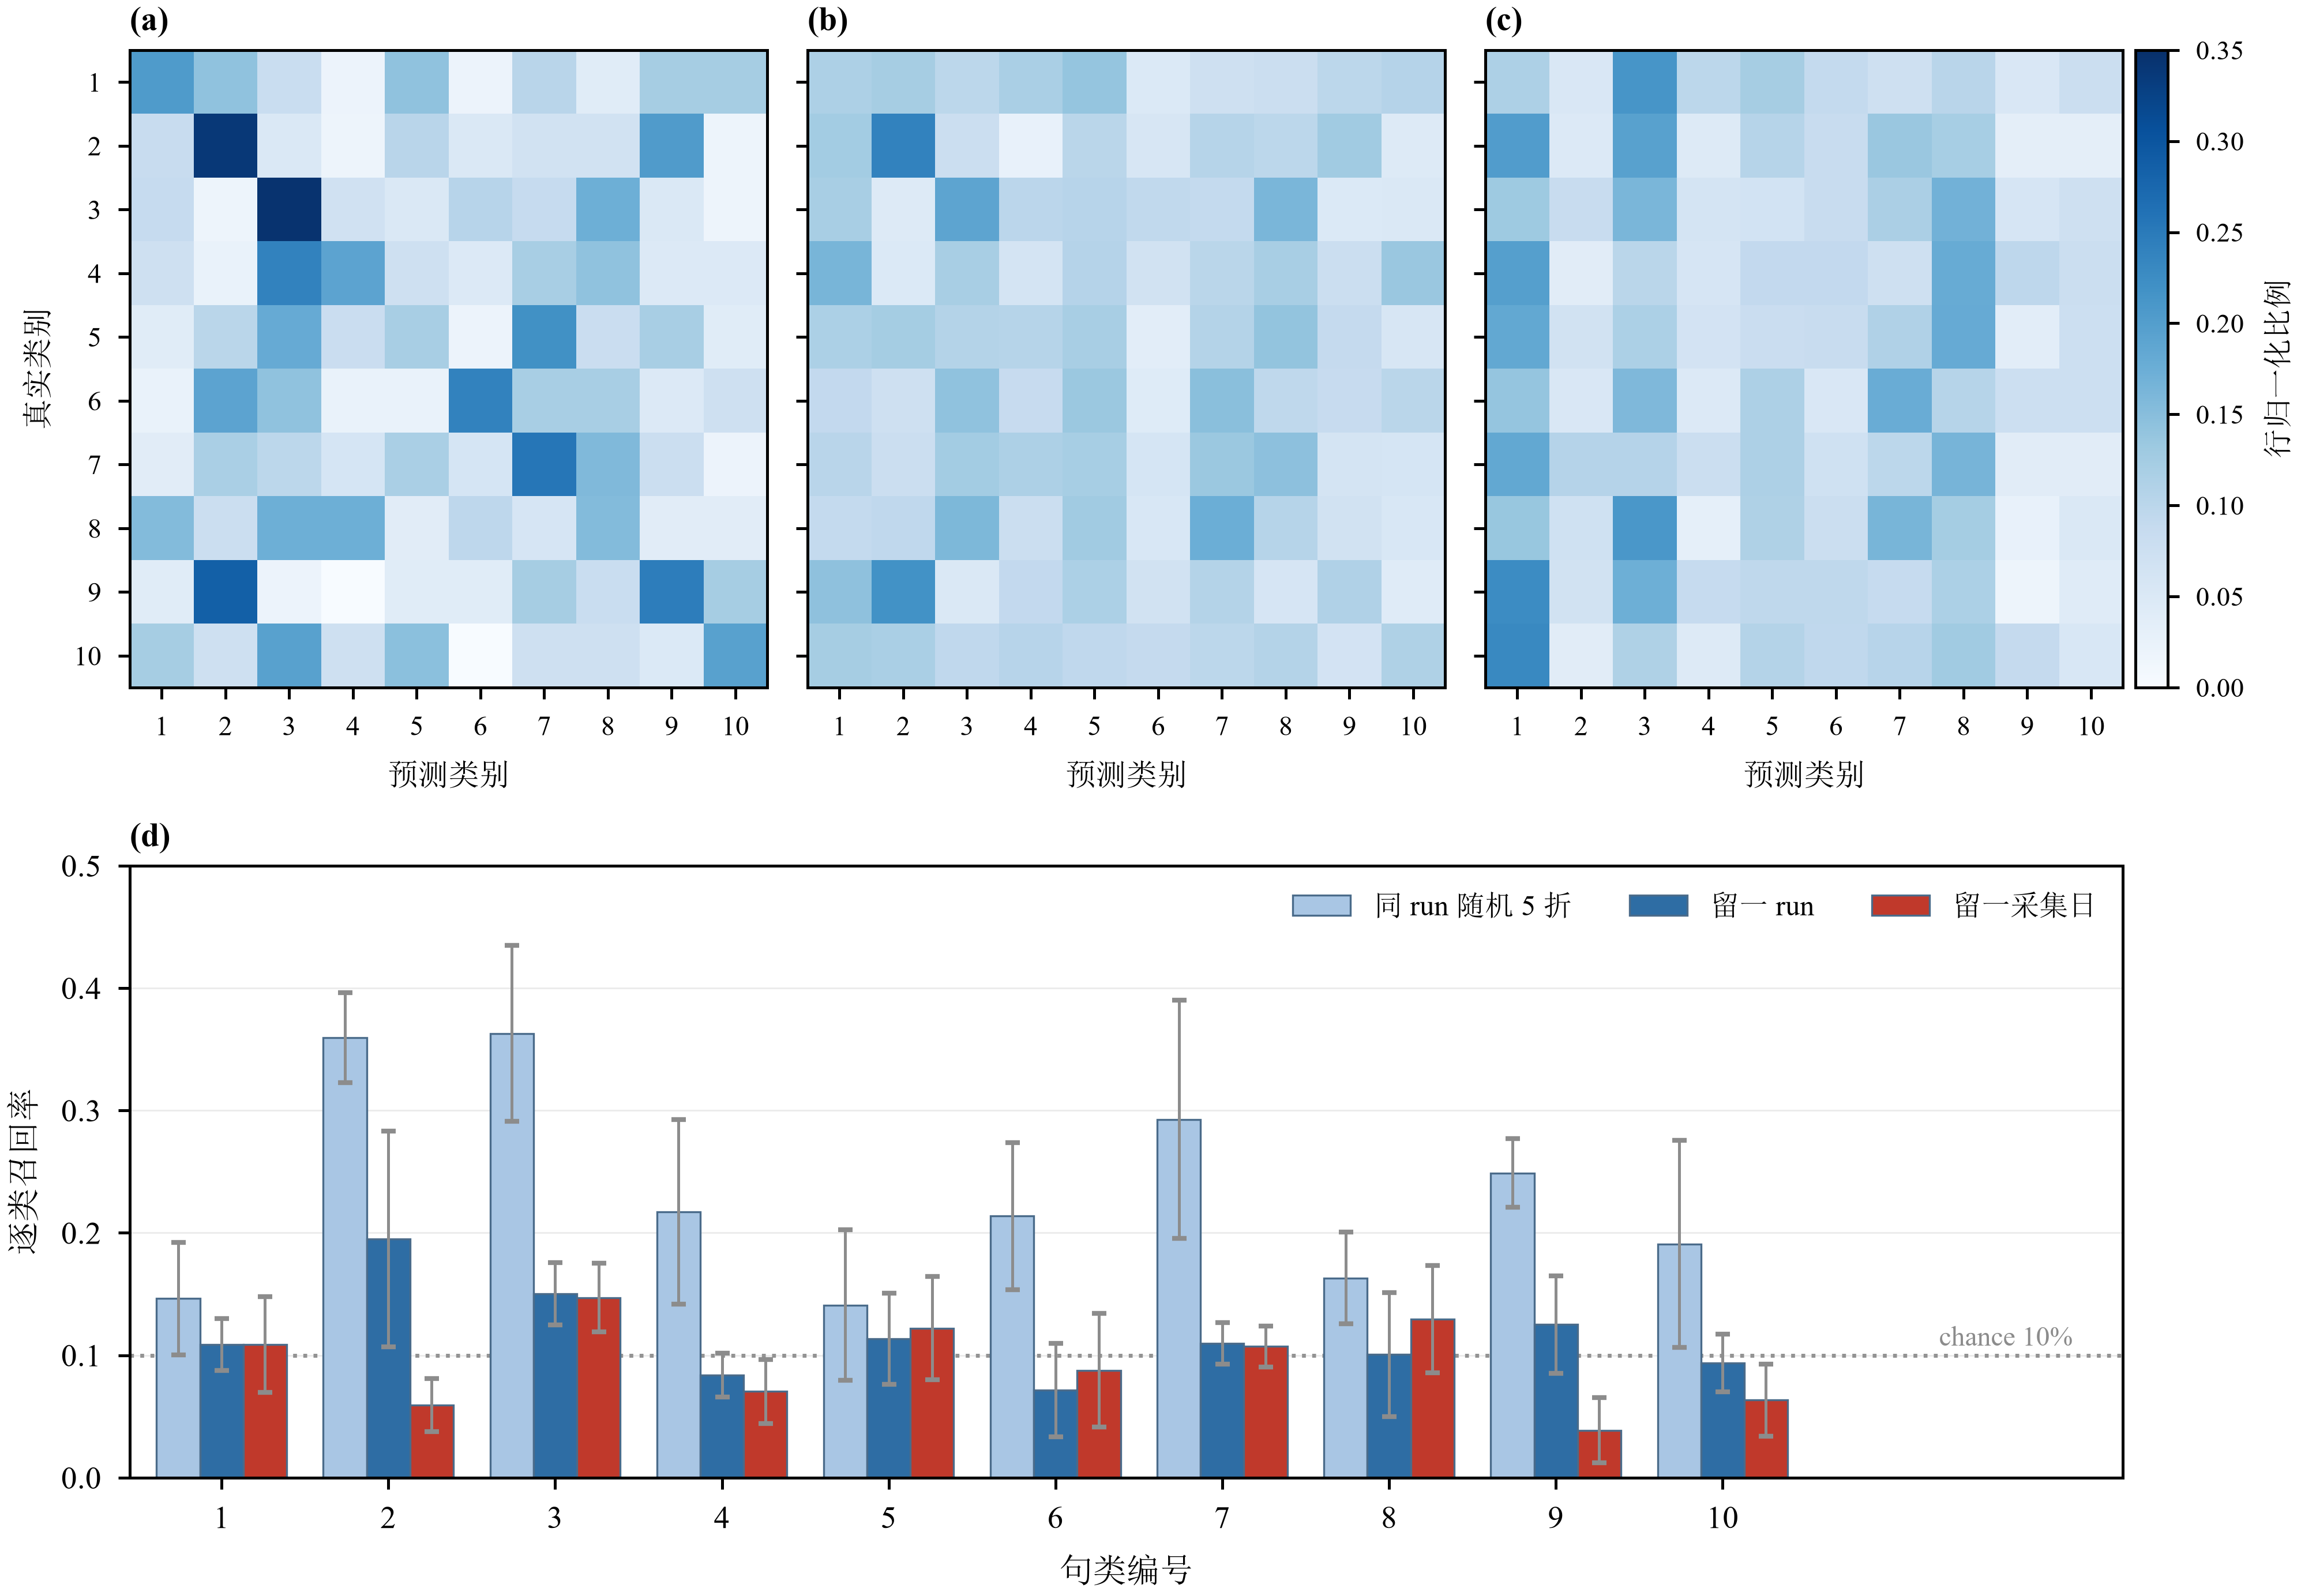 (a)
(b)
(c)
真实类别
1
2
3
4
5
6
7
8
9
10
1 2 3 4 5 6 7 8 9 10
预测类别
1 2 3 4 5 6 7 8 9 10
预测类别
1 2 3 4 5 6 7 8 9 10
预测类别
0.35
0.30
0.25
0.20
0.15
0.10
0.05
0.00
行归一化比例
(d)
逐类召回率
0.5
0.4
0.3
0.2
0.1
0.0
同 run 随机 5 折
留一 run
留一采集日
chance 10%
1 2 3 4 5 6 7 8 9 10
句类编号